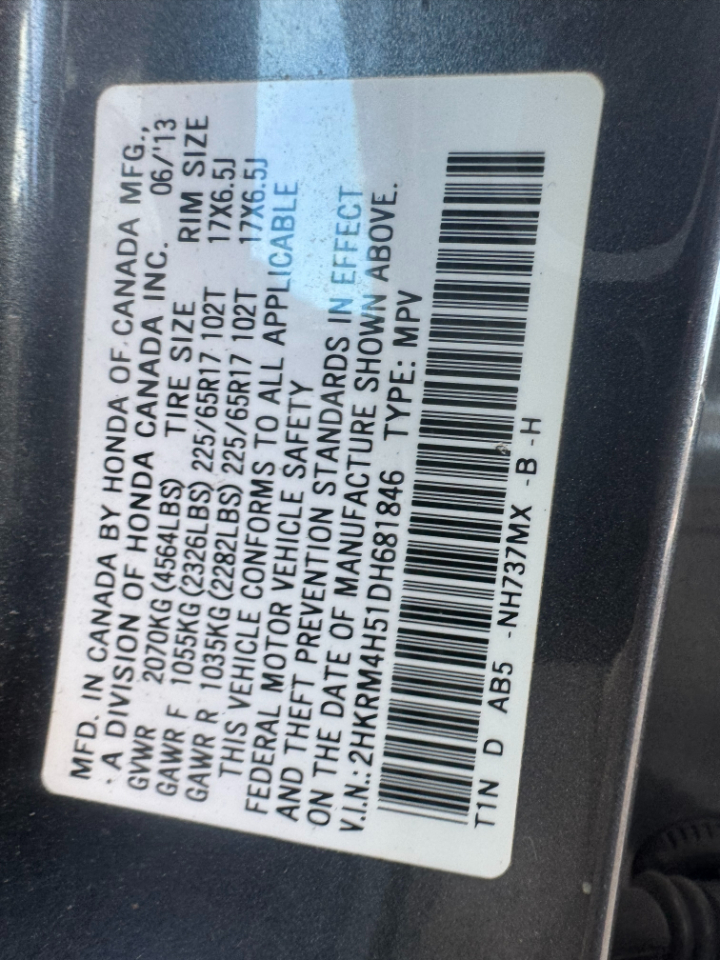 MFD. IN CANADA BY HONDA OF CANADA MFG.,
A DIVISION OF HONDA CANADA INC. 06/'13
GVWR 2070KG (4564LBS) TIRE SIZE RIM SIZE
GAWR F 1055KG (2326LBS) 225/65R17 102T 17X6.5J
GAWR R 1035KG (2282LBS) 225/65R17 102T 17X6.5J
THIS VEHICLE CONFORMS TO ALL APPLICABLE
FEDERAL MOTOR VEHICLE SAFETY
AND THEFT PREVENTION STANDARDS IN EFFECT
ON THE DATE OF MANUFACTURE SHOWN ABOVE.
V.I.N.: 2HKRM4H51DH681846 TYPE: MPV
T1N D AB5 -NH737MX -B -H